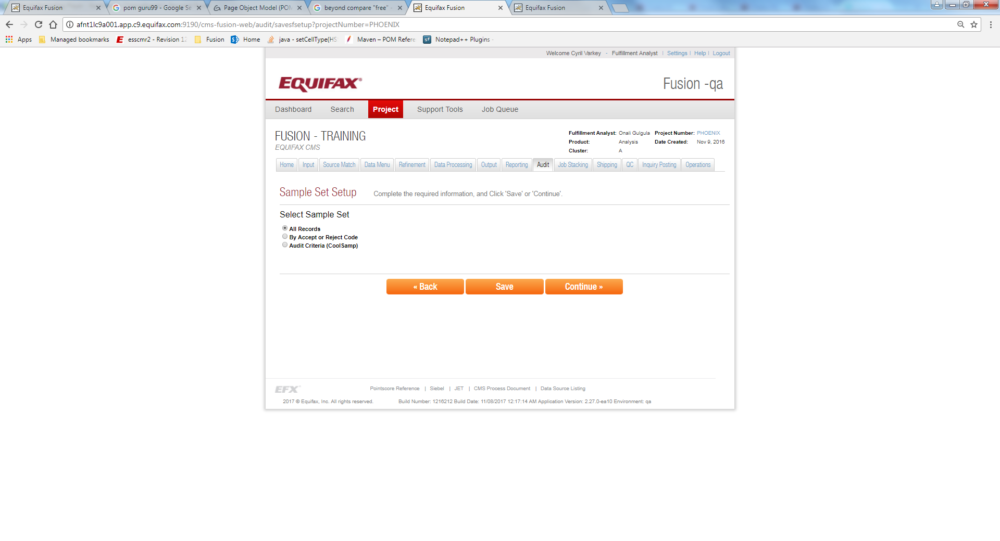 Equifax Fusion
pom guru99 - Google Se
Page Object Model (POM
beyond compare "free" -
Equifax Fusion
Equifax Fusion
afnt1lc9a001.app.c9.equifax.com:9190/cms-fusion-web/audit/savesfsetup?projectNumber=PHOENIX
Apps Managed bookmarks esscmr2 - Revision 12 Fusion Home java - setCellType(HS Maven – POM Refere Notepad++ Plugins -
Welcome Cyril Varkey - Fulfillment Analyst | Settings | Help | Logout
EQUIFAX®
Fusion -qa
Dashboard Search Project Support Tools Job Queue
FUSION - TRAINING
EQUIFAX CMS
Fulfillment Analyst: Onali Gulgula Project Number: PHOENIX
Product: Analysis Date Created: Nov 9, 2016
Cluster: A
Home Input Source Match Data Menu Refinement Data Processing Output Reporting Audit Job Stacking Shipping QC Inquiry Posting Operations
Sample Set Setup Complete the required information, and Click 'Save' or 'Continue'.
Select Sample Set
All Records
By Accept or Reject Code
Audit Criteria (CoolSamp)
« Back Save Continue »
EFX Pointscore Reference | Siebel | JET | CMS Process Document | Data Source Listing
2017 © Equifax, Inc. All rights reserved. Build Number: 1216212 Build Date: 11/08/2017 12:17:14 AM Application Version: 2.27.0-ea10 Environment: qa